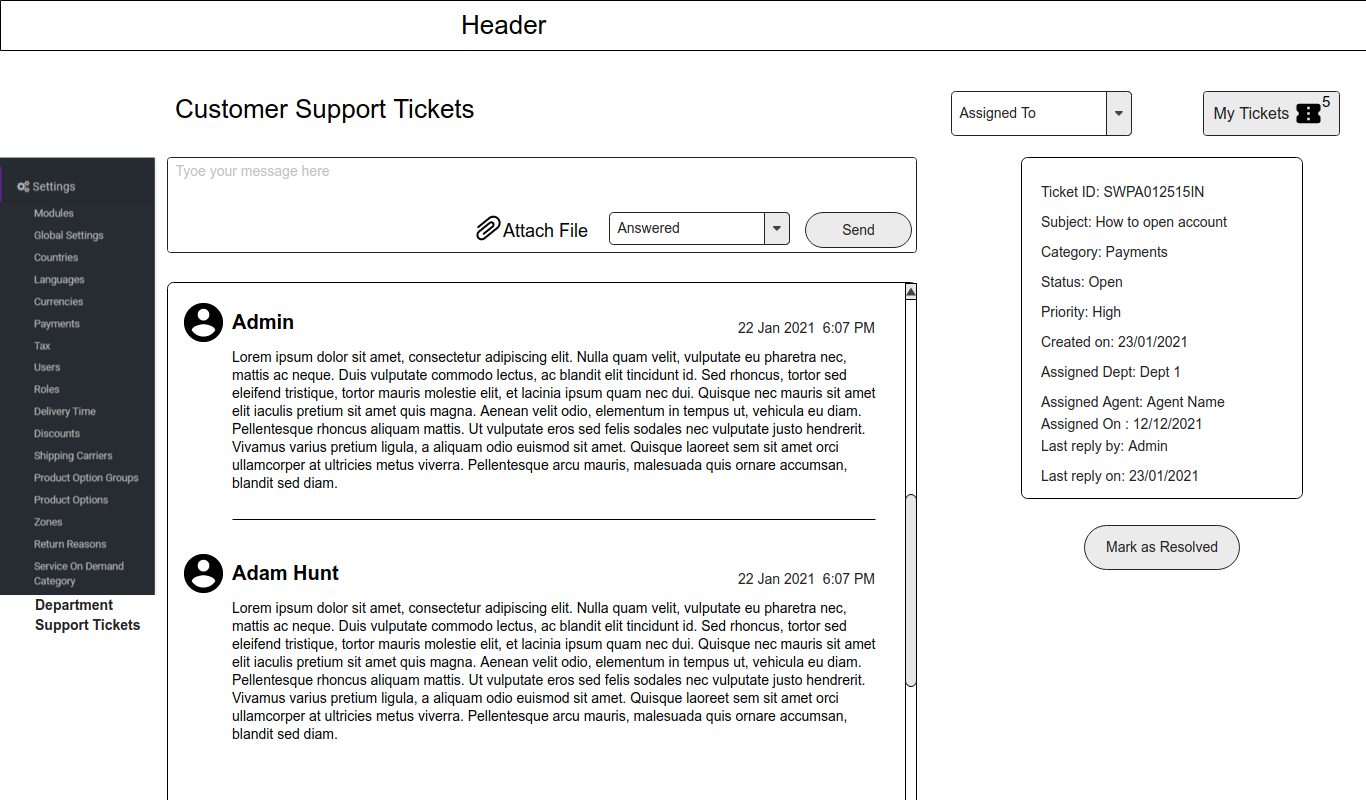 Header
Customer Support Tickets
Assigned To
My Tickets 5
Settings
Modules
Global Settings
Countries
Languages
Currencies
Payments
Tax
Users
Roles
Delivery Time
Discounts
Shipping Carriers
Product Option Groups
Product Options
Zones
Return Reasons
Service On Demand
Category
Department
Support Tickets
Tyoe your message here
Attach File
Answered
Send
Admin
22 Jan 2021  6:07 PM
Lorem ipsum dolor sit amet, consectetur adipiscing elit. Nulla quam velit, vulputate eu pharetra nec,
mattis ac neque. Duis vulputate commodo lectus, ac blandit elit tincidunt id. Sed rhoncus, tortor sed
eleifend tristique, tortor mauris molestie elit, et lacinia ipsum quam nec dui. Quisque nec mauris sit amet
elit iaculis pretium sit amet quis magna. Aenean velit odio, elementum in tempus ut, vehicula eu diam.
Pellentesque rhoncus aliquam mattis. Ut vulputate eros sed felis sodales nec vulputate justo hendrerit.
Vivamus varius pretium ligula, a aliquam odio euismod sit amet. Quisque laoreet sem sit amet orci
ullamcorper at ultricies metus viverra. Pellentesque arcu mauris, malesuada quis ornare accumsan,
blandit sed diam.
Adam Hunt
22 Jan 2021  6:07 PM
Lorem ipsum dolor sit amet, consectetur adipiscing elit. Nulla quam velit, vulputate eu pharetra nec,
mattis ac neque. Duis vulputate commodo lectus, ac blandit elit tincidunt id. Sed rhoncus, tortor sed
eleifend tristique, tortor mauris molestie elit, et lacinia ipsum quam nec dui. Quisque nec mauris sit amet
elit iaculis pretium sit amet quis magna. Aenean velit odio, elementum in tempus ut, vehicula eu diam.
Pellentesque rhoncus aliquam mattis. Ut vulputate eros sed felis sodales nec vulputate justo hendrerit.
Vivamus varius pretium ligula, a aliquam odio euismod sit amet. Quisque laoreet sem sit amet orci
ullamcorper at ultricies metus viverra. Pellentesque arcu mauris, malesuada quis ornare accumsan,
blandit sed diam.
Ticket ID: SWPA012515IN
Subject: How to open account
Category: Payments
Status: Open
Priority: High
Created on: 23/01/2021
Assigned Dept: Dept 1
Assigned Agent: Agent Name
Assigned On : 12/12/2021
Last reply by: Admin
Last reply on: 23/01/2021
Mark as Resolved